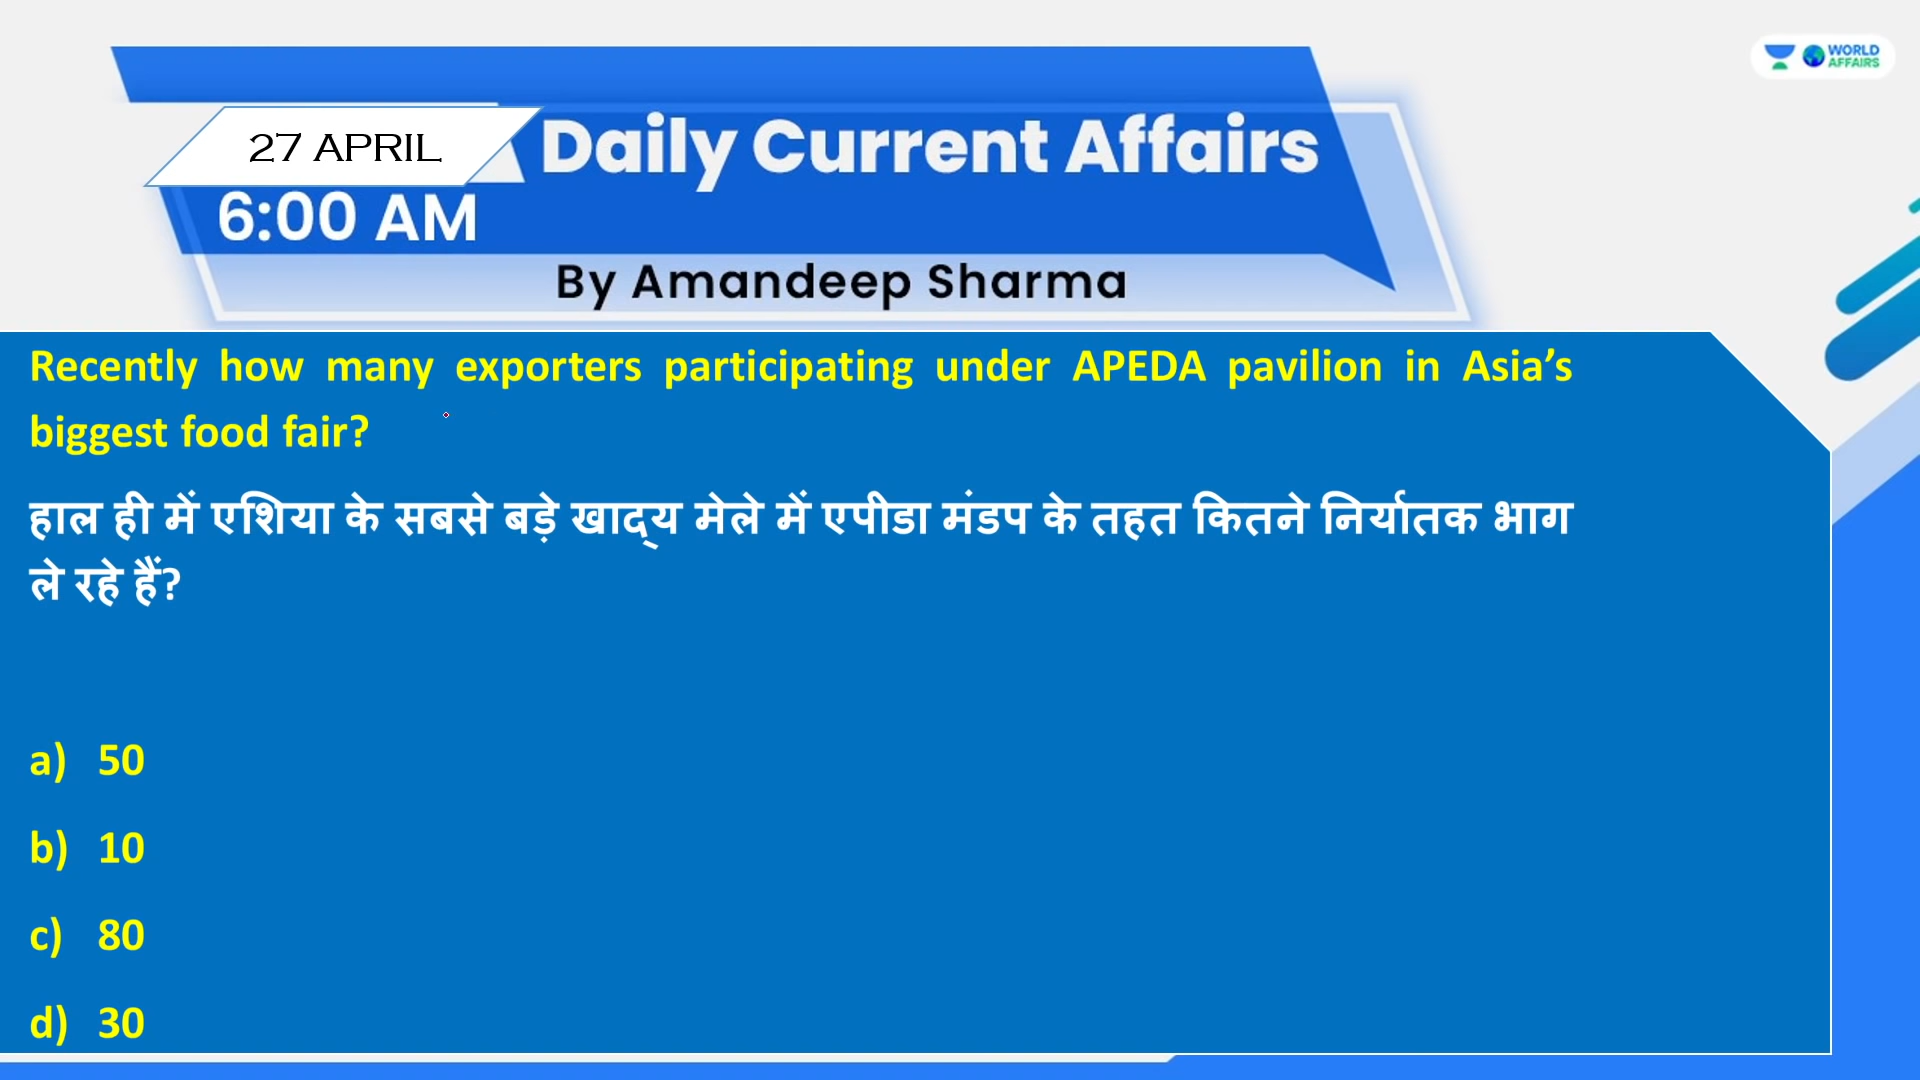 WORLD
AFFAIRS
27 APRIL
Daily Current Affairs
6:00 AM
By Amandeep Sharma
Recently how many exporters participating under APEDA pavilion in Asia’s
biggest food fair?
हाल ही में एशिया के सबसे बड़े खाद्य मेले में एपीडा मंडप के तहत कितने निर्यातक भाग
ले रहे हैं?
a) 50
b) 10
c) 80
d) 30